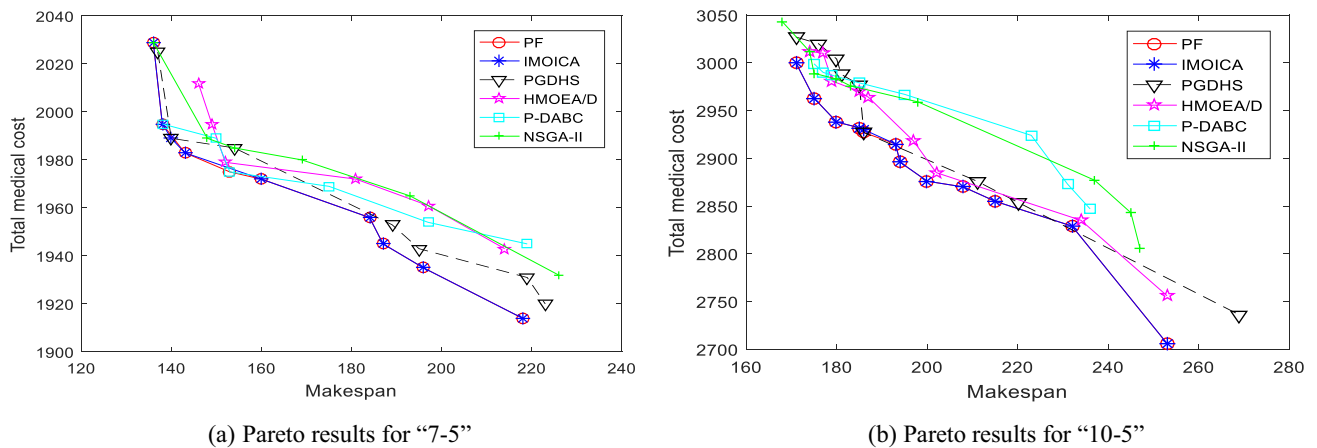 2040
2020
2000
1980
1960
1940
1920
1900
Total medical cost
120 140 160 180 200 220 240
Makespan
PF
IMOICA
PGDHS
HMOEA/D
P-DABC
NSGA-II
(a) Pareto results for “7-5”
3050
3000
2950
2900
2850
2800
2750
2700
Total medical cost
160 180 200 220 240 260 280
Makespan
PF
IMOICA
PGDHS
HMOEA/D
P-DABC
NSGA-II
(b) Pareto results for “10-5”